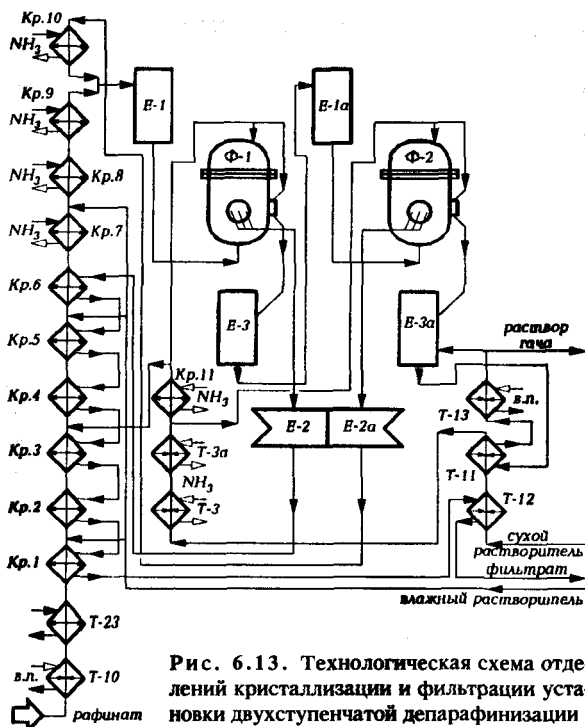 Кр.10
NH3
Кр.9
NH3
NH3
Кр.8
NH3
Кр.7
Кр.6
Кр.5
Кр.4
Кр.3
Кр.2
Кр.1
Т-23
в.п.
Т-10
рафинат
Е-1
Ф-1
Е-3
Кр.11
NH3
Т-3а
NH3
Т-3
Е-2
Е-2а
Е-1а
Ф-2
Е-3а
раствор
гача
в.п.
Т-13
Т-11
Т-12
сухой
растворитель
фильтрат
влажный растворитель
Рис. 6.13. Технологическая схема отде-
лений кристаллизации и фильтрации уста-
новки двухступенчатой депарафинизации